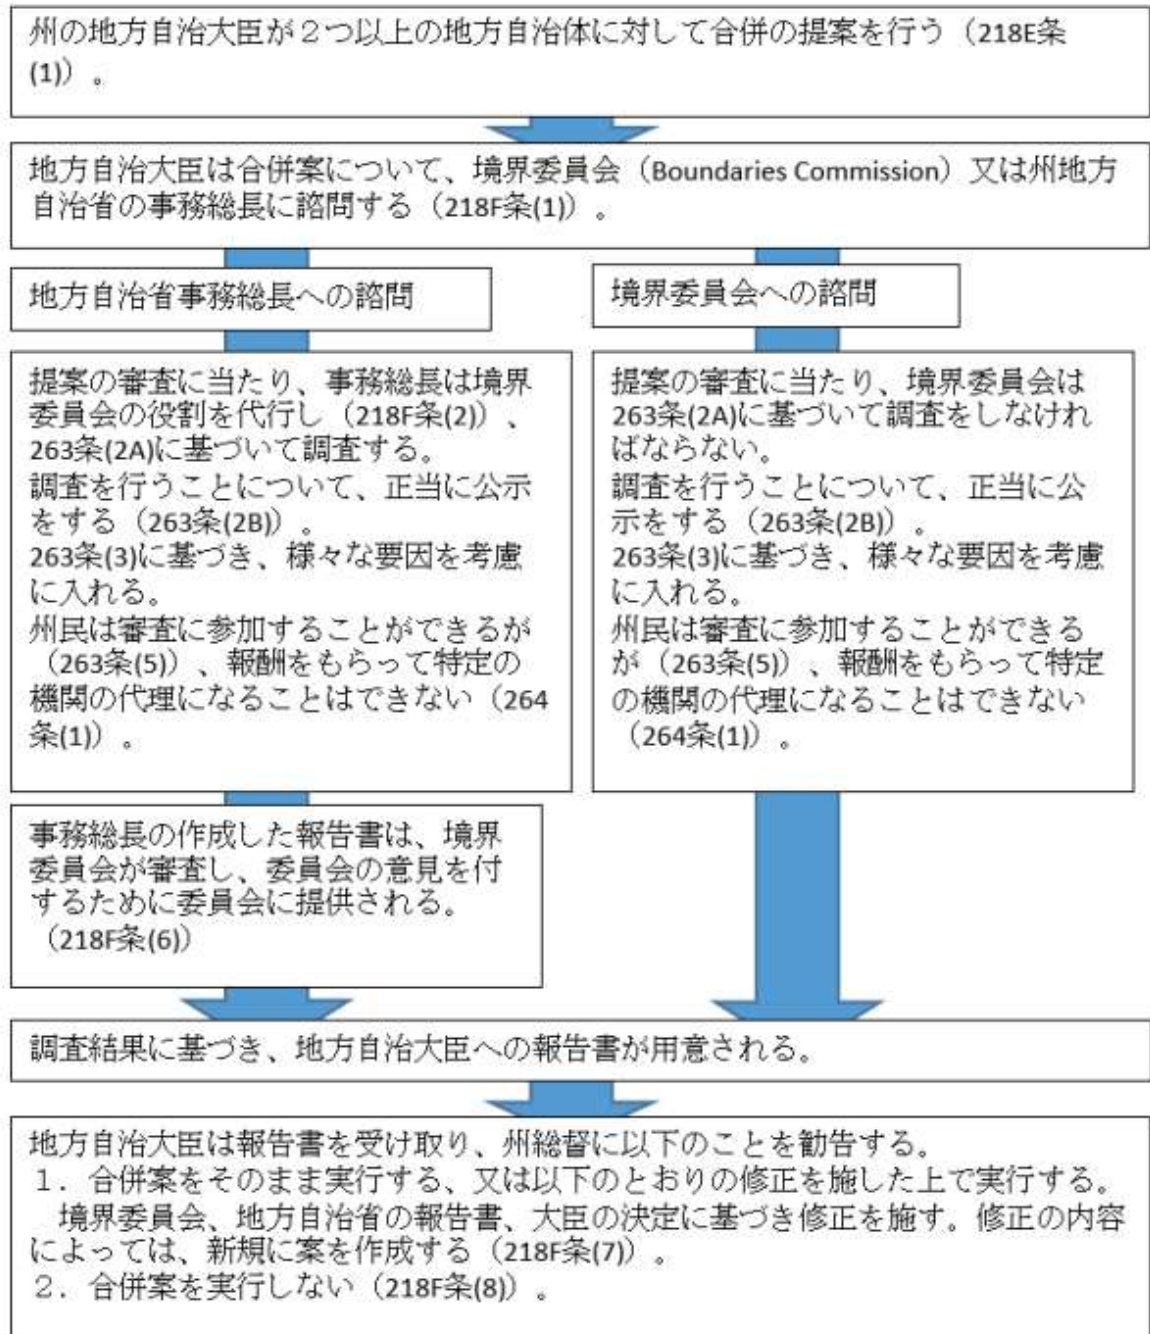 州の地方自治大臣が２つ以上の地方自治体に対して合併の提案を行う（218E条
(1)）。
地方自治大臣は合併案について、境界委員会（Boundaries Commission）又は州地方
自治省の事務総長に諮問する（218F条(1)）。
地方自治省事務総長への諮問
境界委員会への諮問
提案の審査に当たり、事務総長は境界
委員会の役割を代行し（218F条(2)）、
263条(2A)に基づいて調査する。
調査を行うことについて、正当に公示
をする（263条(2B)）。
263条(3)に基づき、様々な要因を考慮
に入れる。
州民は審査に参加することができるが
（263条(5)）、報酬をもらって特定の
機関の代理になることはできない（264
条(1)）。
提案の審査に当たり、境界委員会は
263条(2A)に基づいて調査をしなけれ
ばならない。
調査を行うことについて、正当に公
示をする（263条(2B)）。
263条(3)に基づき、様々な要因を考慮
に入れる。
州民は審査に参加することができる
が（263条(5)）、報酬をもらって特定
の機関の代理になることはできない
（264条(1)）。
事務総長の作成した報告書は、境界
委員会が審査し、委員会の意見を付
するために委員会に提供される。
（218F条(6)）
調査結果に基づき、地方自治大臣への報告書が用意される。
地方自治大臣は報告書を受け取り、州総督に以下のことを勧告する。
１．合併案をそのまま実行する、又は以下のとおりの修正を施した上で実行する。
境界委員会、地方自治省の報告書、大臣の決定に基づき修正を施す。修正の内容
によっては、新規に案を作成する（218F条(7)）。
２．合併案を実行しない（218F条(8)）。